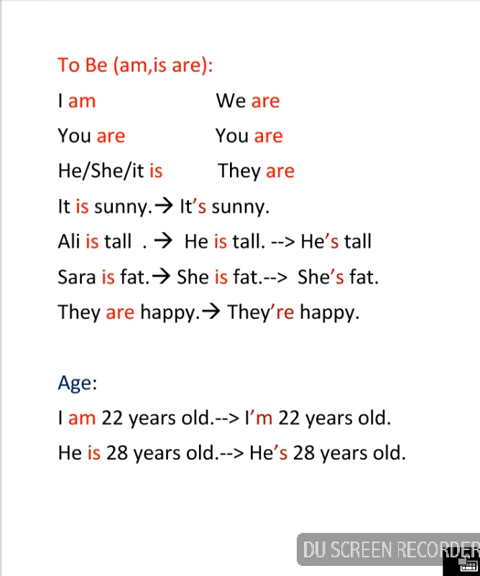 To Be (am,is are):
I am We are
You are You are
He/She/it is They are
It is sunny.→ It's sunny.
Ali is tall . → He is tall. --> He's tall
Sara is fat.→ She is fat.--> She's fat.
They are happy.→ They're happy.
Age:
I am 22 years old.--> I'm 22 years old.
He is 28 years old.--> He's 28 years old.
DU SCREEN RECORDER